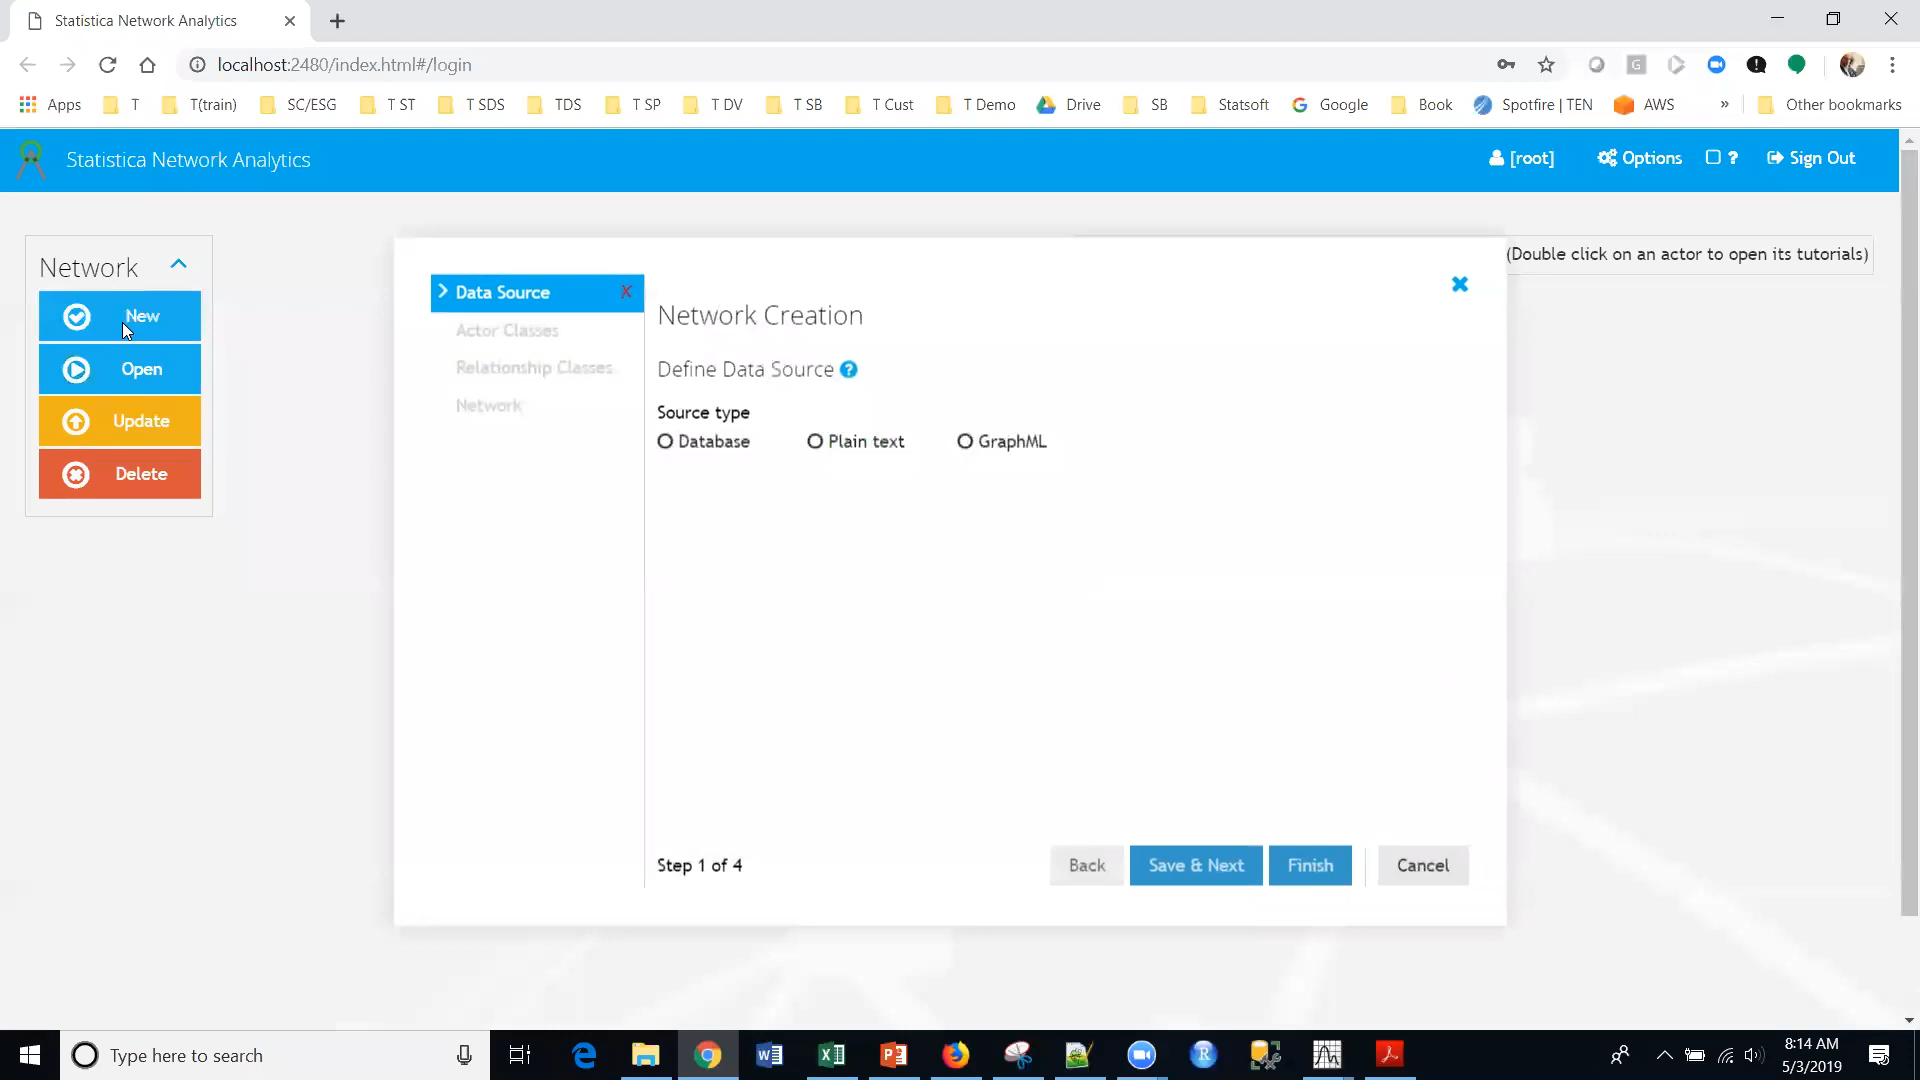 Statistica Network Analytics
localhost:2480/index.html#/login
Apps T T(train) SC/ESG T ST T SDS TDS T SP T DV T SB T Cust T Demo Drive SB Statsoft Google Book Spotfire | TEN AWS » Other bookmarks
Statistica Network Analytics
[root] Options ? Sign Out
Network
New
Open
Update
Delete
(Double click on an actor to open its tutorials)
Data Source X
Actor Classes
Relationship Classes
Network
Network Creation
Define Data Source ?
Source type
Database Plain text GraphML
Step 1 of 4
Back Save & Next Finish Cancel
Type here to search
8:14 AM
5/3/2019